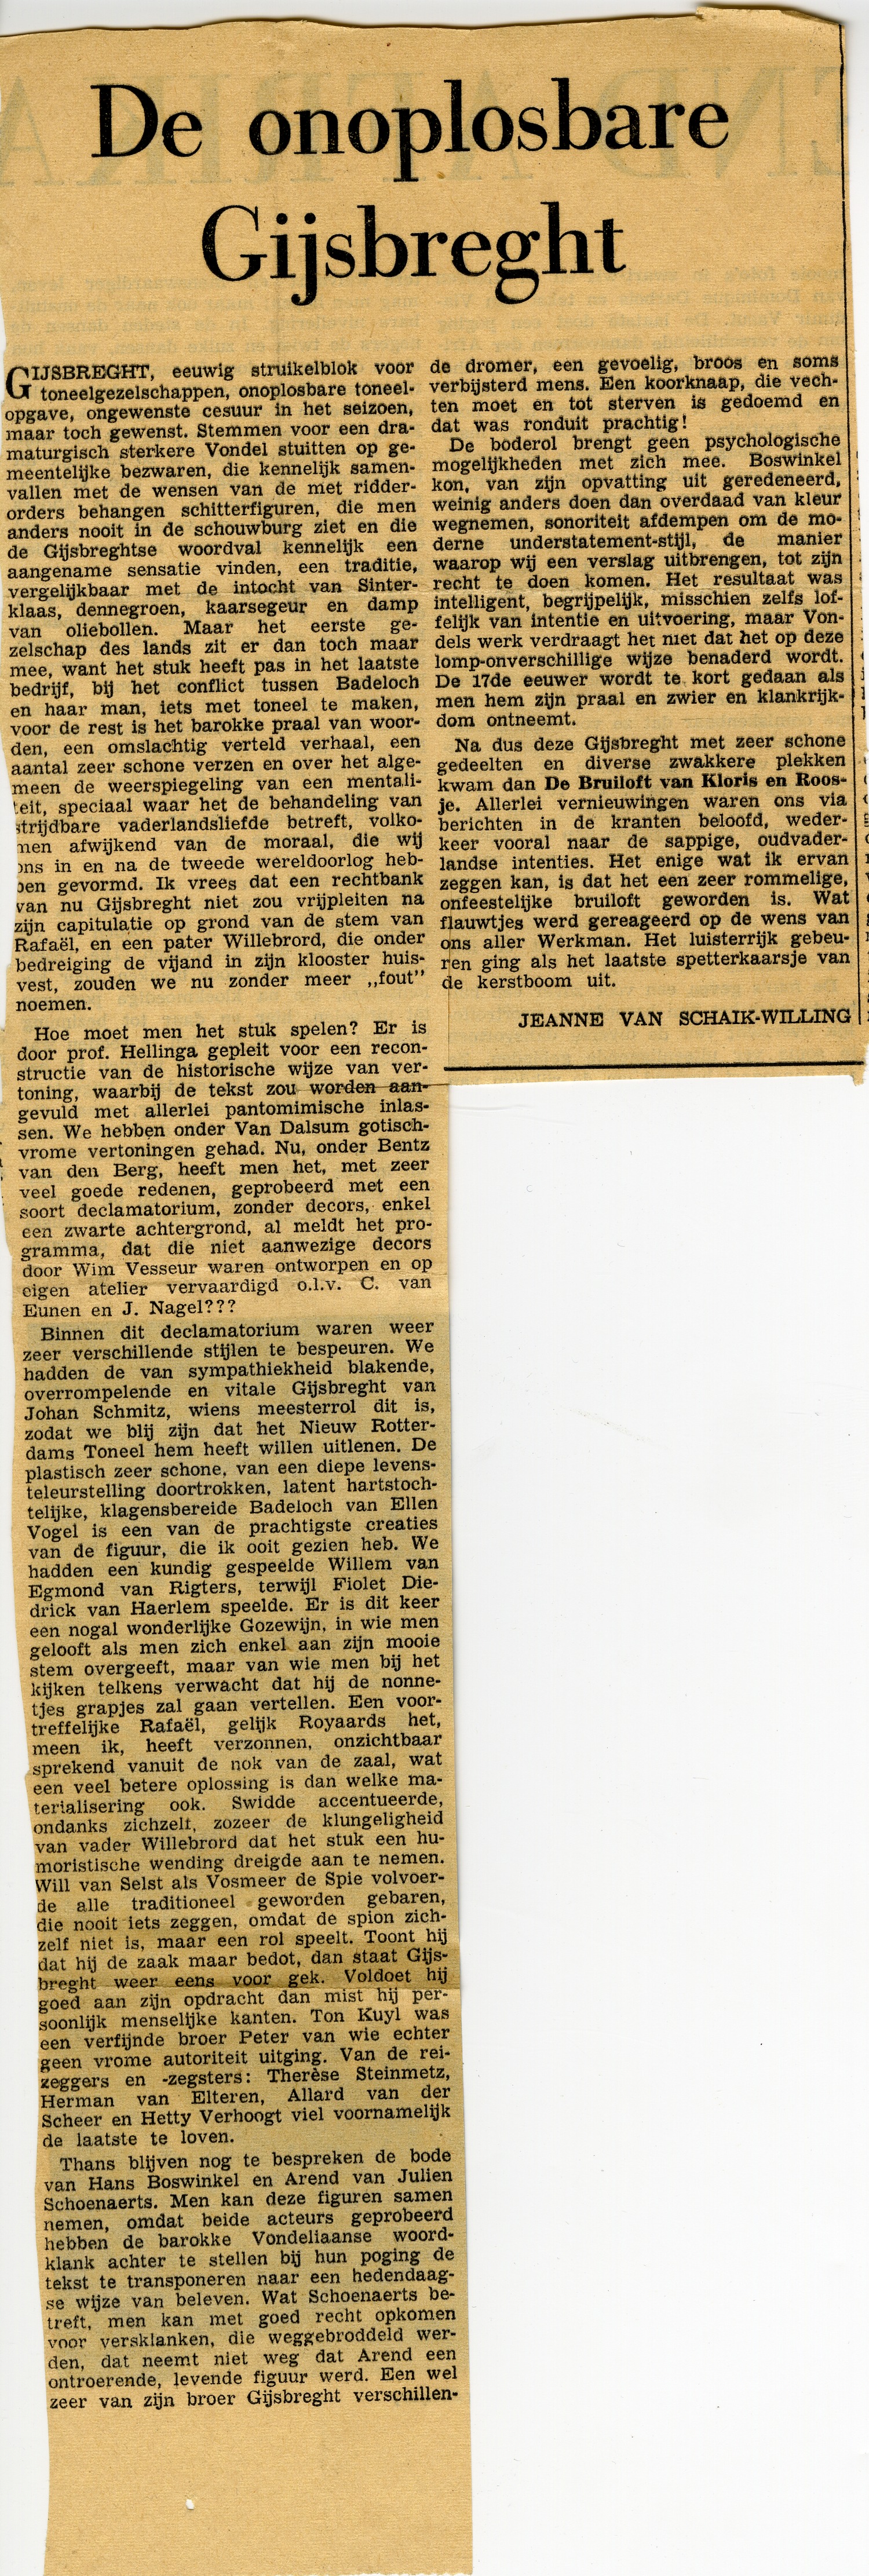 De onoplosbare
Gijsbreght
GIJSBREGHT, eeuwig struikelblok voor
toneelgezelschappen, onoplosbare toneel-
opgave, ongewenste cesuur in het seizoen,
maar toch gewenst. Stemmen voor een dra-
maturgisch sterkere Vondel stuitten op ge-
meentelijke bezwaren, die kennelijk samen-
vallen met de wensen van de met ridder-
orders behangen schitterfiguren, die men
anders nooit in de schouwburg ziet en die
de Gijsbreghtse woordval kennelijk een
aangename sensatie vinden, een traditie,
vergelijkbaar met de intocht van Sinter-
klaas, dennegroen, kaarsegeur en damp
van oliebollen. Maar het eerste ge-
zelschap des lands zit er dan toch maar
mee, want het stuk heeft pas in het laatste
bedrijf, bij het conflict tussen Badeloch
en haar man, iets met toneel te maken,
voor de rest is het barokke praal van woor-
den, een omslachtig verteld verhaal, een
aantal zeer schone verzen en over het alge-
meen de weerspiegeling van een mentali-
teit, speciaal waar het de behandeling van
strijdbare vaderlandsliefde betreft, volko-
men afwijkend van de moraal, die wij
ons in en na de tweede wereldoorlog heb-
ben gevormd. Ik vrees dat een rechtbank
van nu Gijsbreght niet zou vrijpleiten na
zijn capitulatie op grond van de stem van
Rafaël, en een pater Willebrord, die onder
bedreiging de vijand in zijn klooster huis-
vest, zouden we nu zonder meer „fout”
noemen.
Hoe moet men het stuk spelen? Er is
door prof. Hellinga gepleit voor een recon-
structie van de historische wijze van ver-
toning, waarbij de tekst zou worden aan-
gevuld met allerlei pantomimische inlas-
sen. We hebben onder Van Dalsum gotisch-
vrome vertoningen gehad. Nu, onder Bentz
van den Berg, heeft men het, met zeer
veel goede redenen, geprobeerd met een
soort declamatorium, zonder decors, enkel
een zwarte achtergrond, al meldt het pro-
gramma, dat die niet aanwezige decors
door Wim Vesseur waren ontworpen en op
eigen atelier vervaardigd o.l.v. C. van
Eunen en J. Nagel???
Binnen dit declamatorium waren weer
zeer verschillende stijlen te bespeuren. We
hadden de van sympathiekheid blakende,
overrompelende en vitale Gijsbreght van
Johan Schmitz, wiens meesterrol dit is,
zodat we blij zijn dat het Nieuw Rotter-
dams Toneel hem heeft willen uitlenen. De
plastisch zeer schone, van een diepe levens-
teleurstelling doortrokken, latent hartstoch-
telijke, klagensbereide Badeloch van Ellen
Vogel is een van de prachtigste creaties
van de figuur, die ik ooit gezien heb. We
hadden een kundig gespeelde Willem van
Egmond van Rigters, terwijl Fiolet Die-
drick van Haerlem speelde. Er is dit keer
een nogal wonderlijke Gozewijn, in wie men
gelooft als men zich enkel aan zijn mooie
stem overgeeft, maar van wie men bij het
kijken telkens verwacht dat hij de nonne-
tjes grapjes zal gaan vertellen. Een voor-
treffelijke Rafaël, gelijk Royaards het,
meen ik, heeft verzonnen, onzichtbaar
sprekend vanuit de nok van de zaal, wat
een veel betere oplossing is dan welke ma-
terialisering ook. Swidde accentueerde,
ondanks zichzelf, zozeer de klungeligheid
van vader Willebrord dat het stuk een hu-
moristische wending dreigde aan te nemen.
Will van Selst als Vosmeer de Spie volvoer-
de alle traditioneel geworden gebaren,
die nooit iets zeggen, omdat de spion zich-
zelf niet is, maar een rol speelt. Toont hij
dat hij de zaak maar bedot, dan staat Gijs-
breght weer eens voor gek. Voldoet hij
goed aan zijn opdracht dan mist hij per-
soonlijk menselijke kanten. Ton Kuyl was
een verfijnde broer Peter van wie echter
geen vrome autoriteit uitging. Van de rei-
zeggers en -zegsters: Therèse Steinmetz,
Herman van Elteren, Allard van der
Scheer en Hetty Verhoogt viel voornamelijk
de laatste te loven.
Thans blijven nog te bespreken de bode
van Hans Boswinkel en Arend van Julien
Schoenaerts. Men kan deze figuren samen
nemen, omdat beide acteurs geprobeerd
hebben de barokke Vondeliaanse woord-
klank achter te stellen bij hun poging de
tekst te transponeren naar een hedendaag-
se wijze van beleven. Wat Schoenaerts be-
treft, men kan met goed recht opkomen
voor versklanken, die weggebroddeld wer-
den, dat neemt niet weg dat Arend een
ontroerende, levende figuur werd. Een wel
zeer van zijn broer Gijsbreght verschillen-
de dromer, een gevoelig, broos en soms
verbijsterd mens. Een koorknaap, die vech-
ten moet en tot sterven is gedoemd en
dat was ronduit prachtig!
De boderol brengt geen psychologische
mogelijkheden met zich mee. Boswinkel
kon, van zijn opvatting uit geredeneerd,
weinig anders doen dan overdaad van kleur
wegnemen, sonoriteit afdempen om de mo-
derne understatement-stijl, de manier
waarop wij een verslag uitbrengen, tot zijn
recht te doen komen. Het resultaat was
intelligent, begrijpelijk, misschien zelfs lof-
felijk van intentie en uitvoering, maar Von-
dels werk verdraagt het niet dat het op deze
lomp-onverschillige wijze benaderd wordt.
De 17de eeuwer wordt te kort gedaan als
men hem zijn praal en zwier en klankrijk-
dom ontneemt.
Na dus deze Gijsbreght met zeer schone
gedeelten en diverse zwakkere plekken
kwam dan De Bruiloft van Kloris en Roos-
je. Allerlei vernieuwingen waren ons via
berichten in de kranten beloofd, weder-
keer vooral naar de sappige, oudvader-
landse intenties. Het enige wat ik ervan
zeggen kan, is dat het een zeer rommelige,
onfeestelijke bruiloft geworden is. Wat
flauwtjes werd gereageerd op de wens van
ons aller Werkman. Het luisterrijk gebeu-
ren ging als het laatste spetterkaarsje van
de kerstboom uit.
JEANNE VAN SCHAIK-WILLING